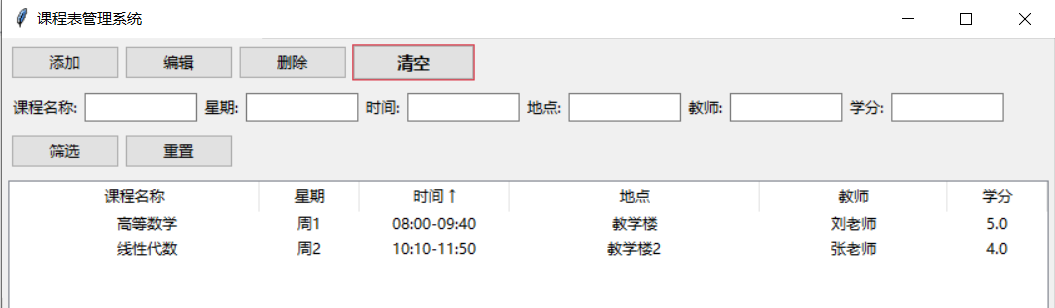 课程表管理系统
添加 编辑 删除 清空
课程名称: 星期: 时间: 地点: 教师: 学分:
筛选 重置
课程名称 星期 时间↑ 地点 教师 学分
高等数学 周1 08:00-09:40 教学楼 刘老师 5.0
线性代数 周2 10:10-11:50 教学楼2 张老师 4.0